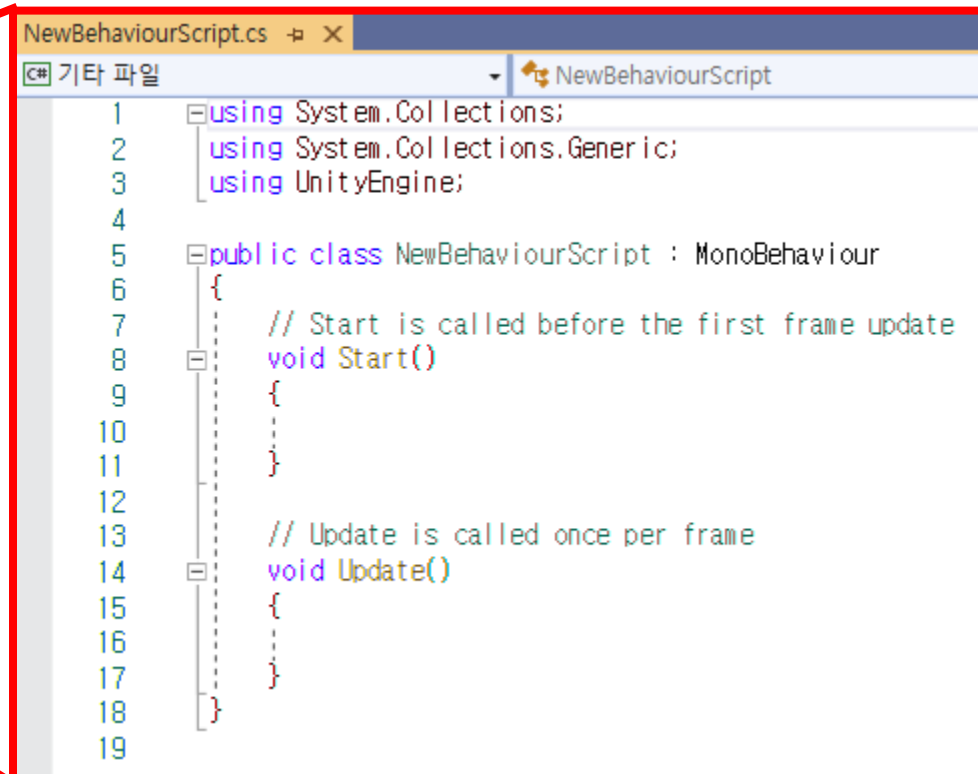 NewBehaviourScript.cs
C# 기타 파일
NewBehaviourScript
1 using System.Collections;
2 using System.Collections.Generic;
3 using UnityEngine;
4
5 public class NewBehaviourScript : MonoBehaviour
6 {
7 // Start is called before the first frame update
8 void Start()
9 {
10
11 }
12
13 // Update is called once per frame
14 void Update()
15 {
16
17 }
18 }
19